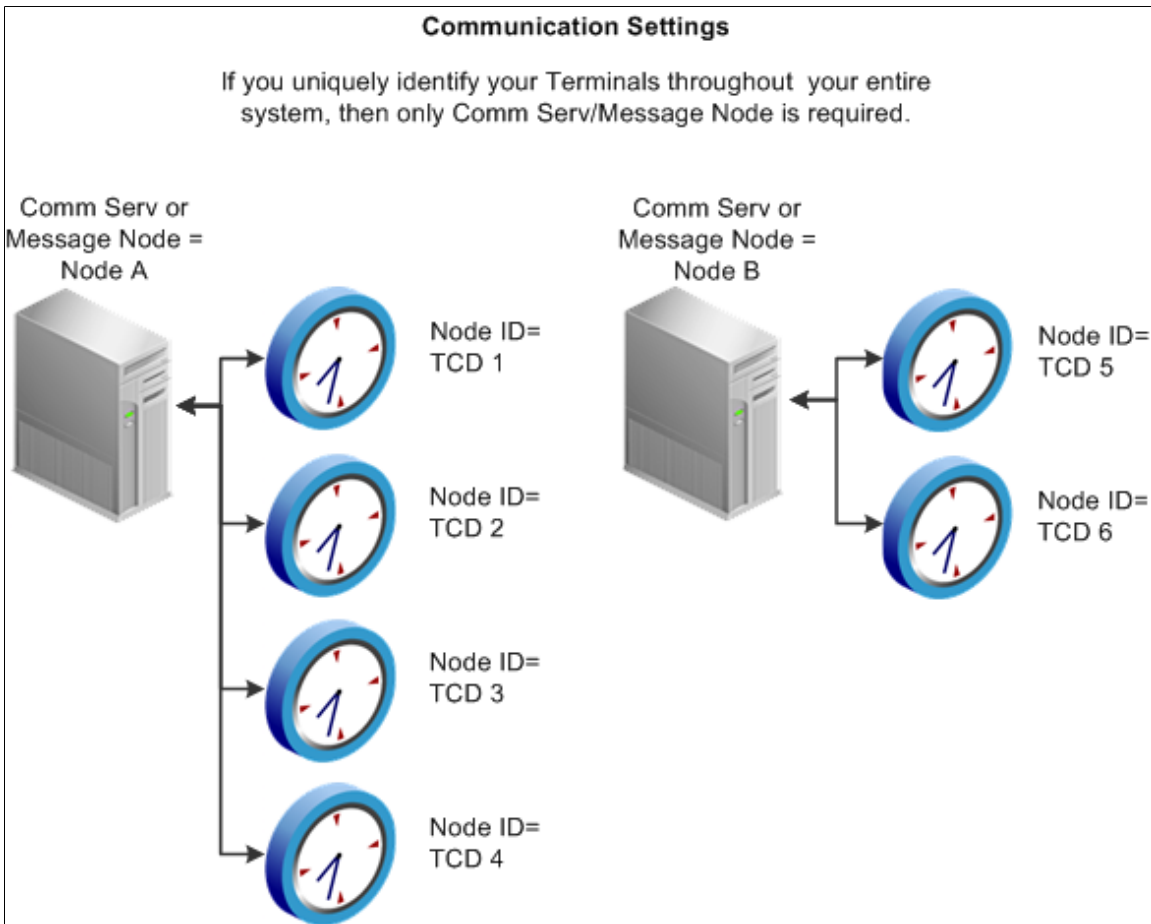 Communication Settings
If you uniquely identify your Terminals throughout your entire
system, then only Comm Serv/Message Node is required.
Comm Serv or
Message Node =
Node A
Node ID=
TCD 1
Node ID=
TCD 2
Node ID=
TCD 3
Node ID=
TCD 4
Comm Serv or
Message Node =
Node B
Node ID=
TCD 5
Node ID=
TCD 6